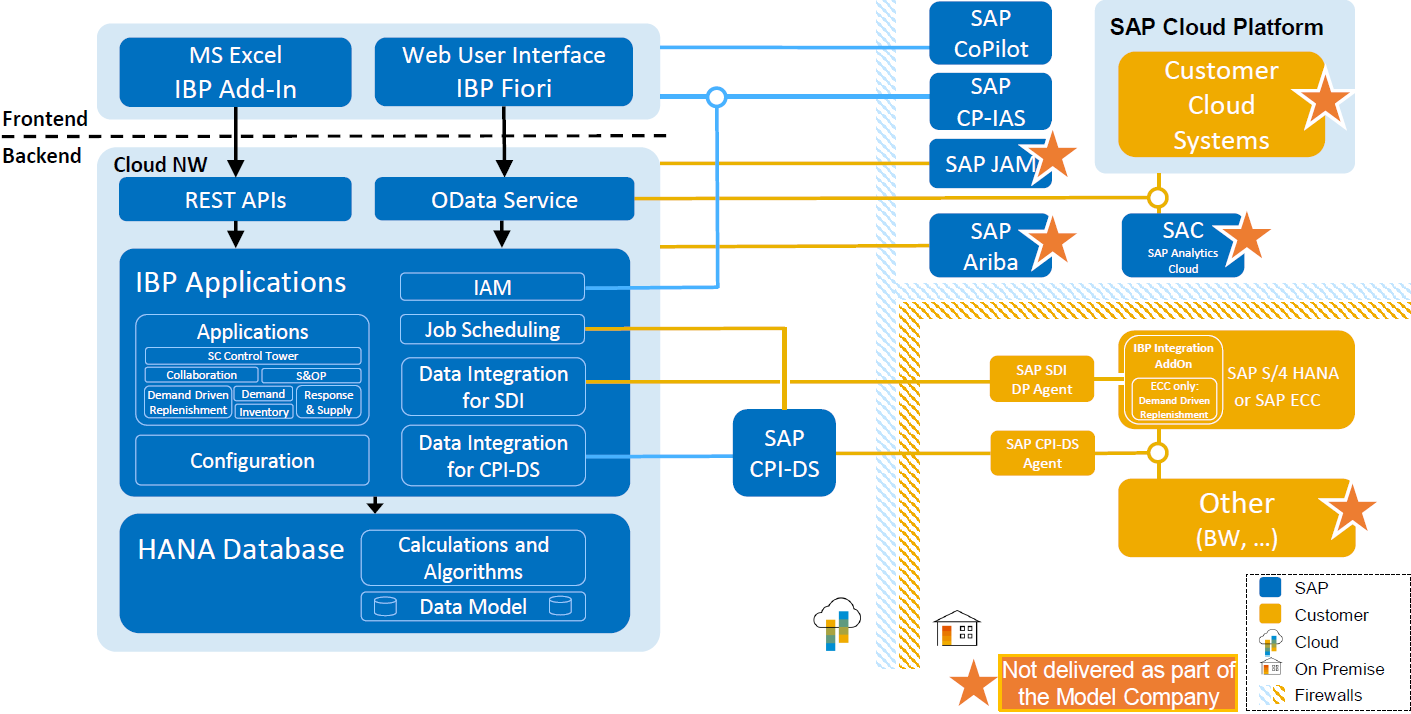 MS Excel
IBP Add-In
Web User Interface
IBP Fiori
Frontend
Backend
Cloud NW
REST APIs
OData Service
IBP Applications
Applications
SC Control Tower
Collaboration
S&OP
Demand Driven
Replenishment
Demand
Inventory
Response
& Supply
Configuration
IAM
Job Scheduling
Data Integration
for SDI
Data Integration
for CPI-DS
HANA Database
Calculations and
Algorithms
Data Model
SAP
CPI-DS
SAP
CoPilot
SAP
CP-IAS
SAP JAM
SAP
Ariba
SAP Cloud Platform
Customer
Cloud
Systems
SAC
SAP Analytics
Cloud
SAP SDI
DP Agent
IBP Integration
AddOn
ECC only:
Demand Driven
Replenishment
SAP S/4 HANA
or SAP ECC
SAP CPI-DS
Agent
Other
(BW, ...)
Not delivered as part of
the Model Company
SAP
Customer
Cloud
On Premise
Firewalls